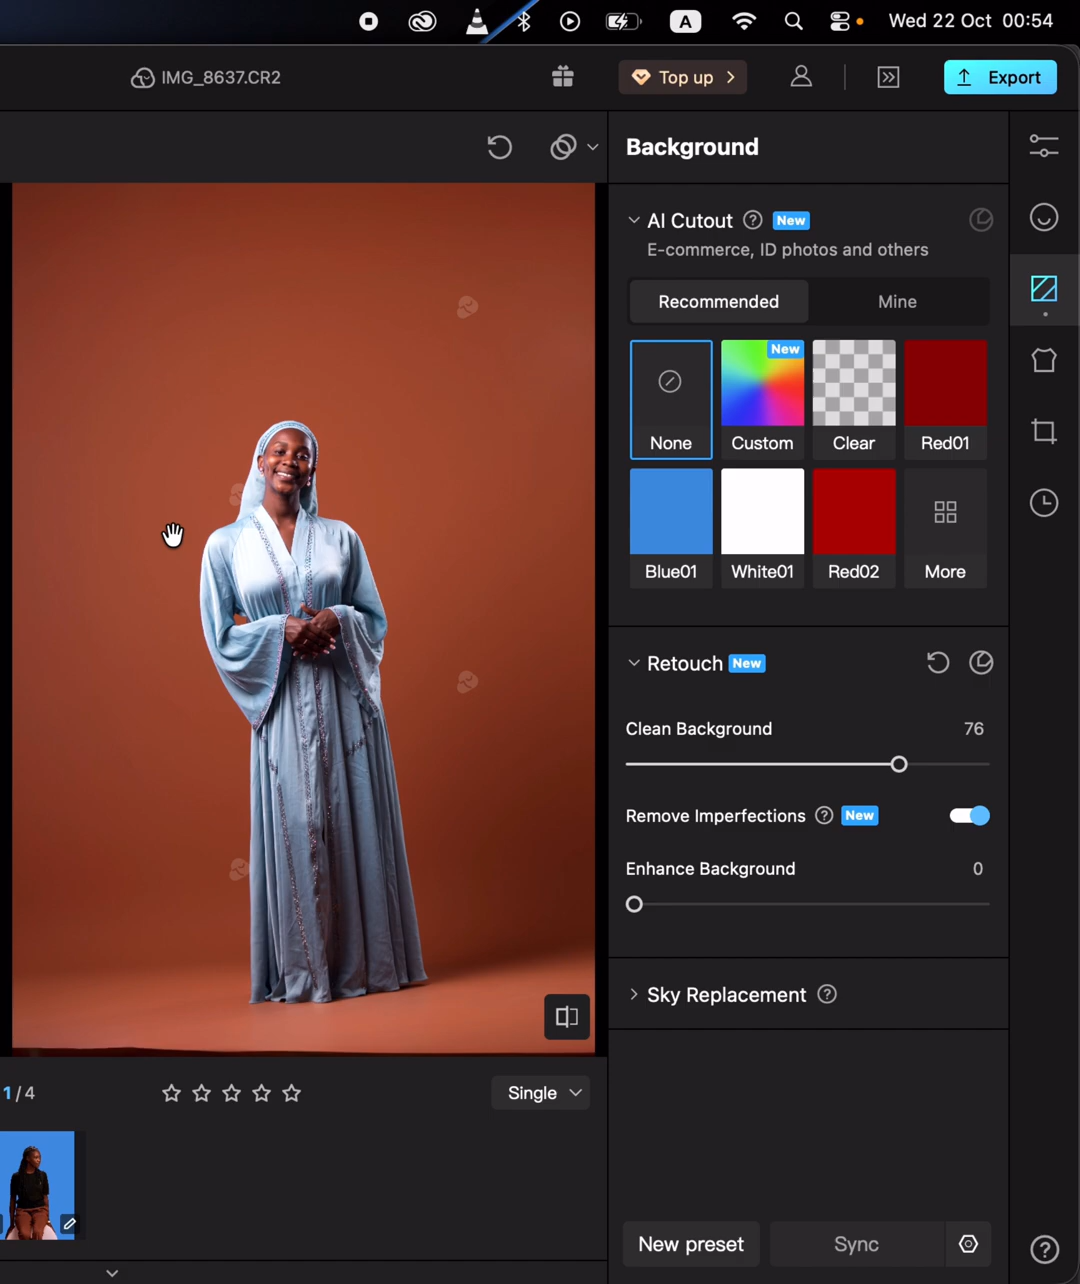 A
Wed 22 Oct 00:54
IMG_8637.CR2
Top up
Export
Background
AI Cutout ? New
E-commerce, ID photos and others
Recommended Mine
New
None Custom Clear Red01
Blue01 White01 Red02 More
Retouch New
Clean Background 76
Remove Imperfections ? New
Enhance Background 0
Sky Replacement ?
1 / 4
Single
New preset Sync
?